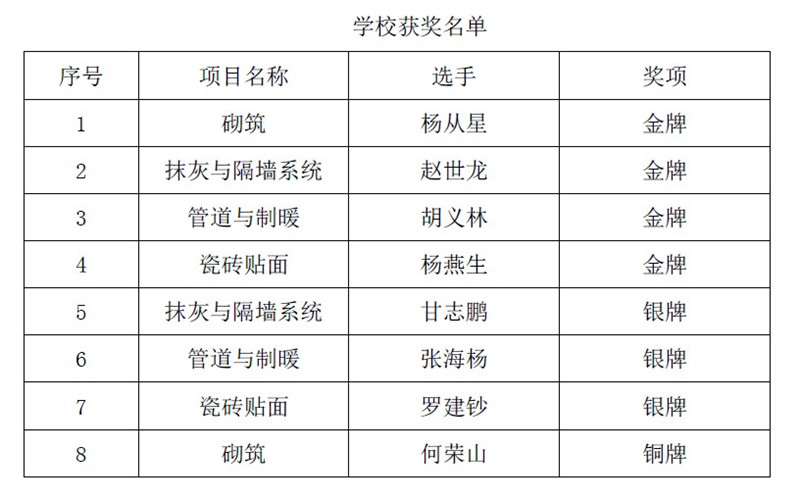 学校获奖名单
序号 项目名称 选手 奖项
1 砌筑 杨从星 金牌
2 抹灰与隔墙系统 赵世龙 金牌
3 管道与制暖 胡义林 金牌
4 瓷砖贴面 杨燕生 金牌
5 抹灰与隔墙系统 甘志鹏 银牌
6 管道与制暖 张海杨 银牌
7 瓷砖贴面 罗建钞 银牌
8 砌筑 何荣山 铜牌